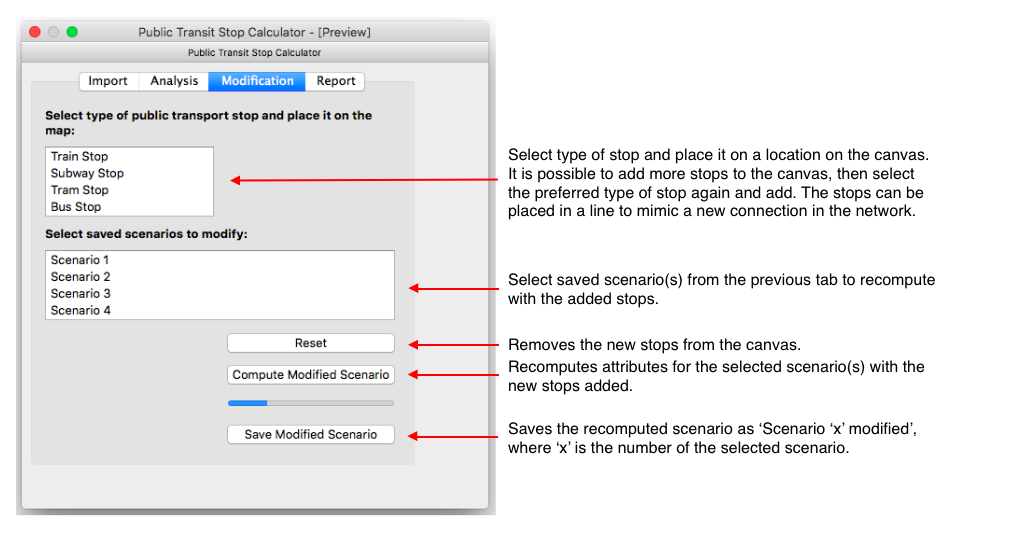 Public Transit Stop Calculator - [Preview]
Public Transit Stop Calculator
Import Analysis Modification Report
Select type of public transport stop and place it on the
map:
Train Stop
Subway Stop
Tram Stop
Bus Stop
Select type of stop and place it on a location on the canvas.
It is possible to add more stops to the canvas, then select
the preferred type of stop again and add. The stops can be
placed in a line to mimic a new connection in the network.
Select saved scenarios to modify:
Scenario 1
Scenario 2
Scenario 3
Scenario 4
Select saved scenario(s) from the previous tab to recompute
with the added stops.
Reset
Removes the new stops from the canvas.
Compute Modified Scenario
Recomputes attributes for the selected scenario(s) with the
new stops added.
Save Modified Scenario
Saves the recomputed scenario as ‘Scenario ‘x’ modified’,
where ‘x’ is the number of the selected scenario.